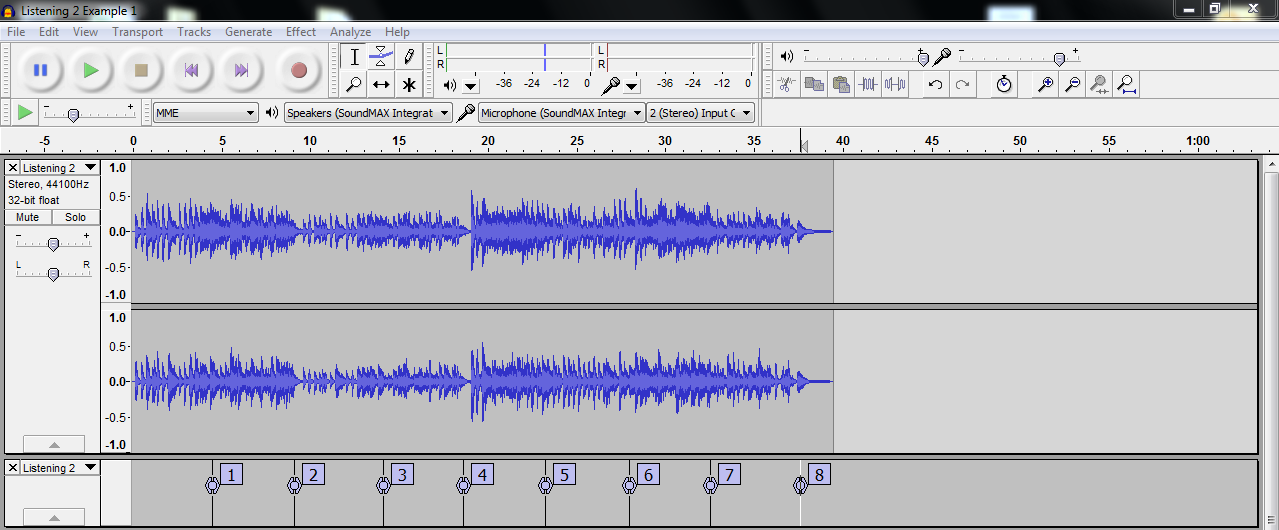 Listening 2 Example 1
File Edit View Transport Tracks Generate Effect Analyze Help
L
R
-36 -24 -12 0
L
R
-36 -24 -12 0
- +
- +
- +
MME
Speakers (SoundMAX Integrat
Microphone (SoundMAX Integr
2 (Stereo) Input C
-5 0 5 10 15 20 25 30 35 40 45 50 55 1:00
Listening 2
Stereo, 44100Hz
32-bit float
Mute Solo
- +
L R
1.0
0.5
0.0
-0.5
-1.0
1.0
0.5
0.0
-0.5
-1.0
Listening 2
1 2 3 4 5 6 7 8